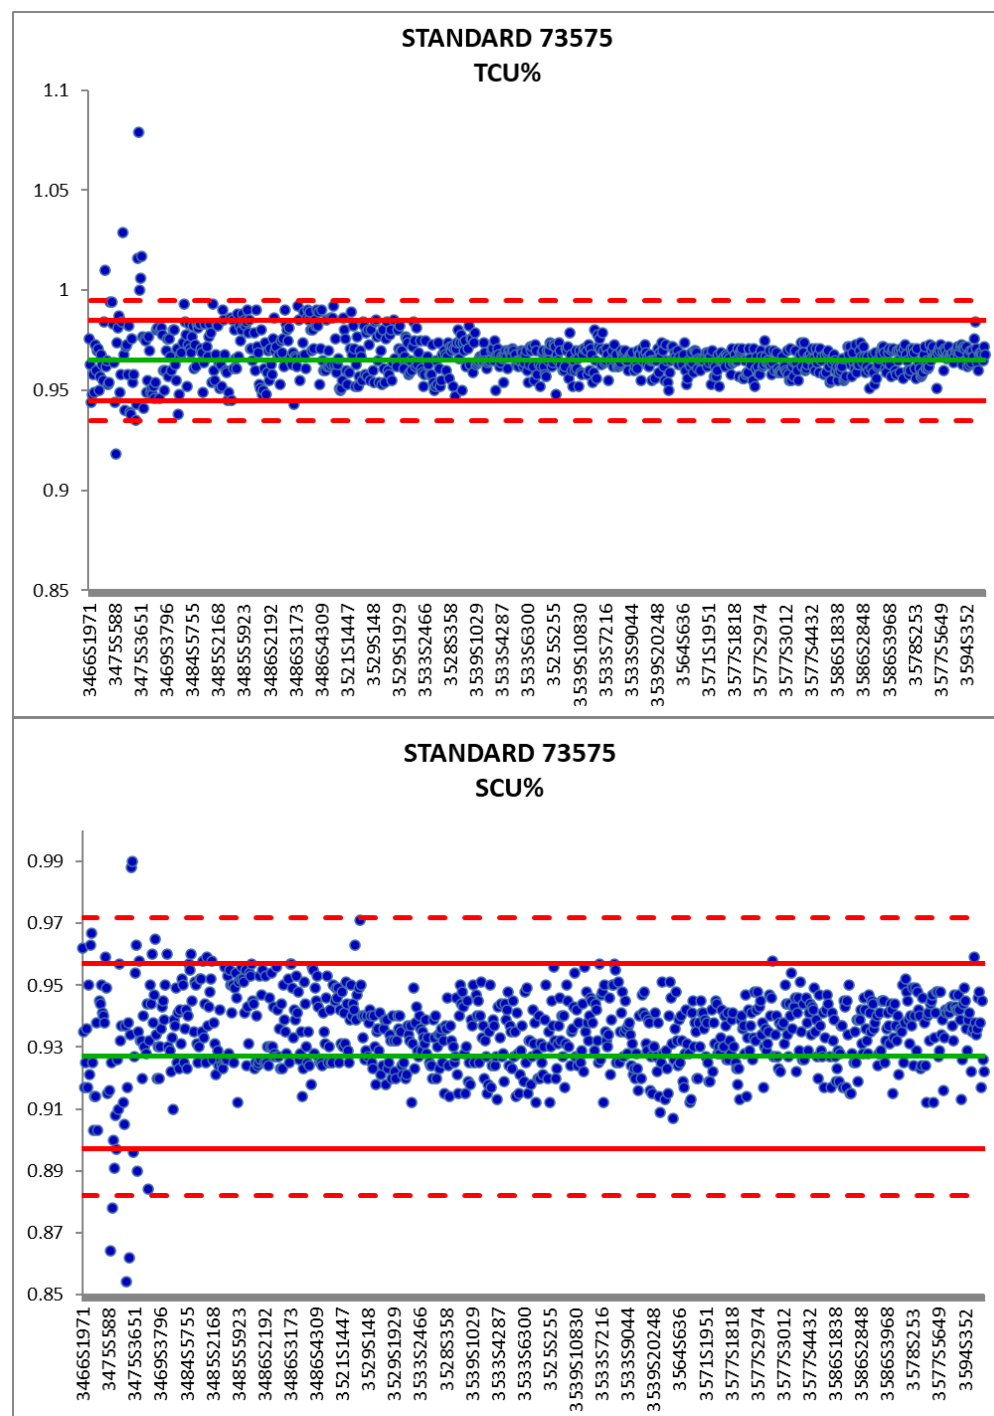 STANDARD 73575
TCU%
1.1
1.05
1
0.95
0.9
0.85
3466S1971
3475S588
3475S3651
3469S3796
3484S5755
3485S2168
3485S5923
3486S2192
3486S3173
3486S4309
3521S1447
3529S148
3529S1929
3533S2466
3528S358
3539S1029
3533S4287
3533S6300
3525S255
3539S10830
3533S7216
3533S9044
3539S20248
3564S636
3571S1951
3577S1818
3577S2974
3577S3012
3577S4432
3586S1838
3586S2848
3586S3968
3578S253
3577S5649
3594S352
STANDARD 73575
SCU%
0.99
0.97
0.95
0.93
0.91
0.89
0.87
0.85
3466S1971
3475S588
3475S3651
3469S3796
3484S5755
3485S2168
3485S5923
3486S2192
3486S3173
3486S4309
3521S1447
3529S148
3529S1929
3533S2466
3528S358
3539S1029
3533S4287
3533S6300
3525S255
3539S10830
3533S7216
3533S9044
3539S20248
3564S636
3571S1951
3577S1818
3577S2974
3577S3012
3577S4432
3586S1838
3586S2848
3586S3968
3578S253
3577S5649
3594S352